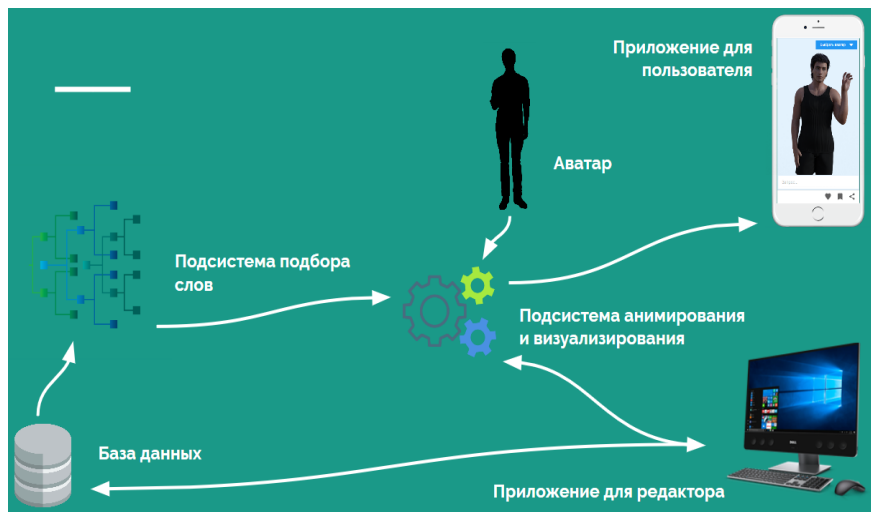 Приложение для
пользователя
Аватар
Подсистема подбора
слов
Подсистема анимирования
и визуализирования
База данных
Приложение для редактора